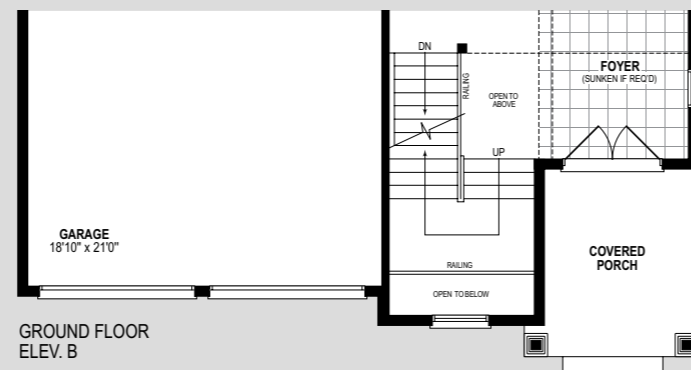 DN
RAILING
OPEN TO
ABOVE
FOYER
(SUNKEN IF REQ'D)
UP
GARAGE
18'10" x 21'0"
COVERED
PORCH
RAILING
OPEN TO BELOW
GROUND FLOOR
ELEV. B